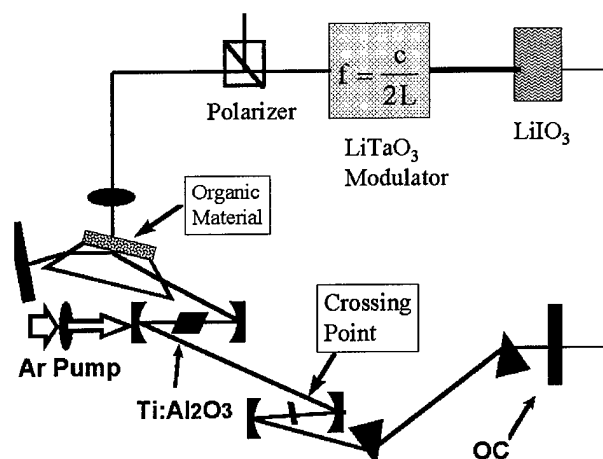 Polarizer
f = c
2L
LiTaO3
Modulator
LiIO3
Organic
Material
Crossing
Point
Ar Pump
Ti:Al2O3
OC